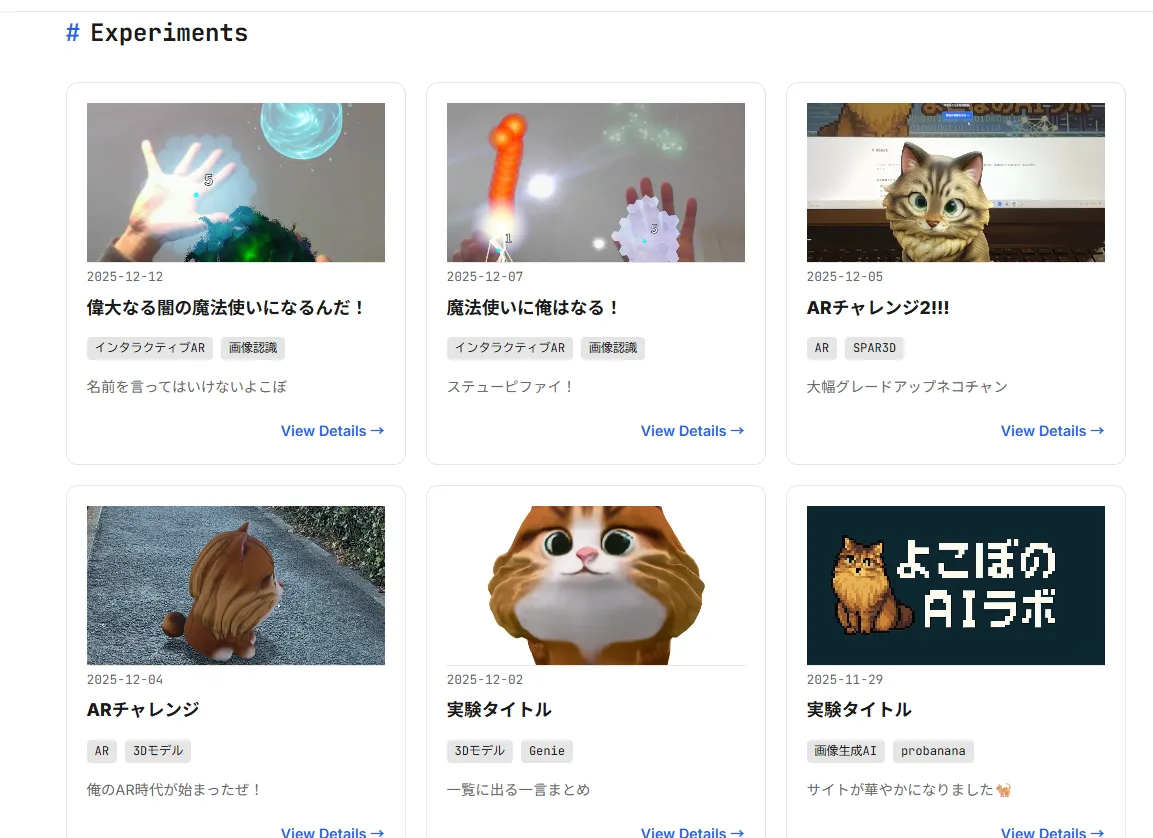 # Experiments
5
2025-12-12
偉大なる闇の魔法使いになるんだ！
インタラクティブAR 画像認識
名前を言ってはいけないよこぼ
View Details →
1
5
2025-12-07
魔法使いに俺はなる！
インタラクティブAR 画像認識
ステューピファイ！
View Details →
2025-12-05
ARチャレンジ2!!!
AR SPAR3D
大幅グレードアップネコチャン
View Details →
2025-12-04
ARチャレンジ
AR 3Dモデル
俺のAR時代が始まったぜ！
View Details →
2025-12-02
実験タイトル
3Dモデル Genie
一覧に出る一言まとめ
View Details →
よこぼの
AIラボ
2025-11-29
実験タイトル
画像生成AI probanana
サイトが華やかになりました🐈
View Details →